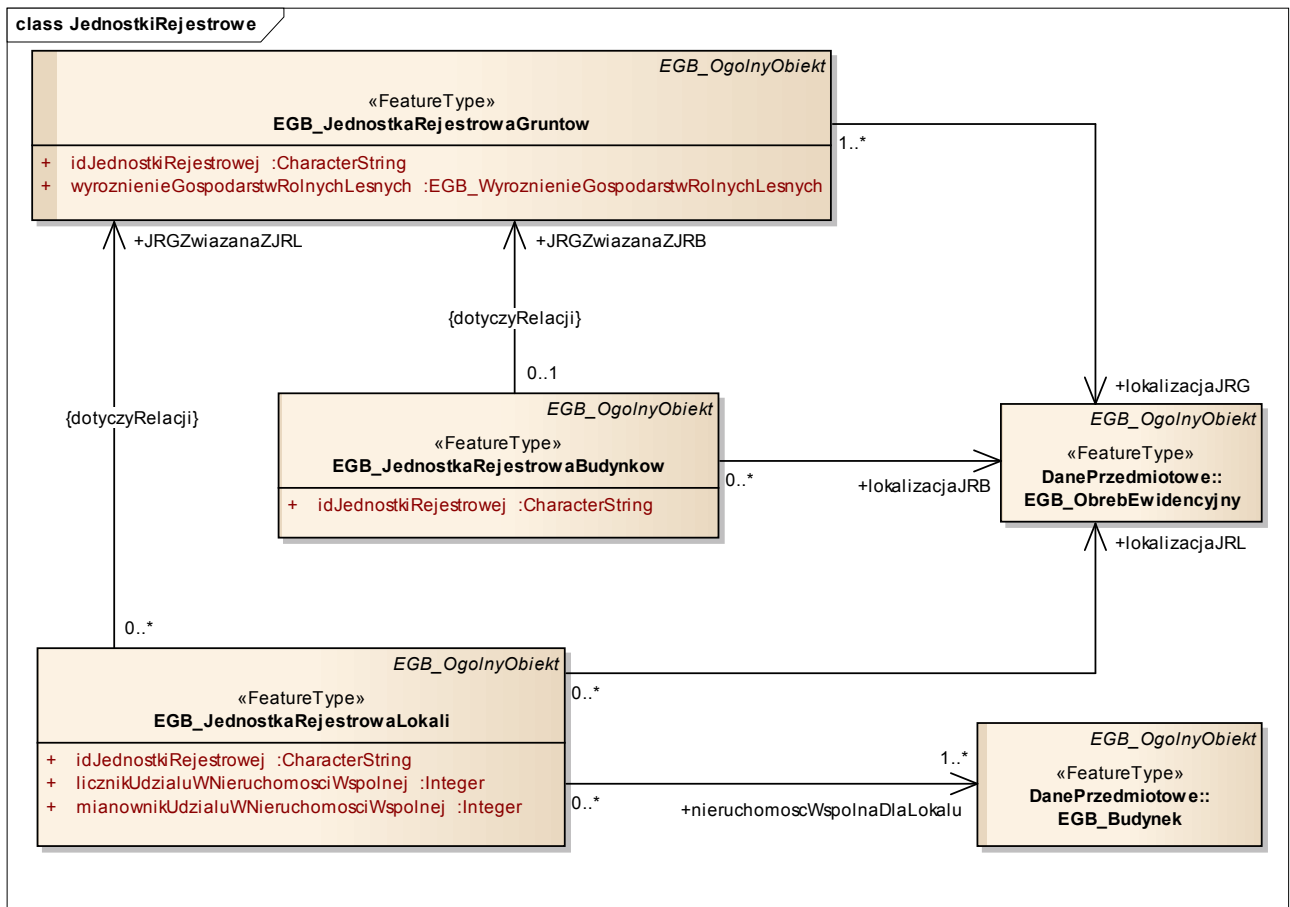 class JednostkiRejestrowe
EGB_OgolnyObiekt
«FeatureType»
EGB_JednostkaRejestrowaGruntow
+ idJednostkiRejestrowej :CharacterString
+ wyroznienieGospodarstwRolnychLesnych :EGB_WyroznienieGospodarstwRolnychLesnych
1..*
+JRGZwiazanaZJRL
+JRGZwiazanaZJRB
{dotyczyRelacji}
0..1
+lokalizacjaJRG
{dotyczyRelacji}
EGB_OgolnyObiekt
«FeatureType»
EGB_JednostkaRejestrowaBudynkow
+ idJednostkiRejestrowej :CharacterString
0..*
+lokalizacjaJRB
EGB_OgolnyObiekt
«FeatureType»
DanePrzedmiotowe::
EGB_ObrebEwidencyjny
+lokalizacjaJRL
0..*
EGB_OgolnyObiekt
«FeatureType»
EGB_JednostkaRejestrowaLokali
+ idJednostkiRejestrowej :CharacterString
+ licznikUdzialuWNieruchomosciWspolnej :Integer
+ mianownikUdzialuWNieruchomosciWspolnej :Integer
0..*
0..*
1..*
+nieruchomoscWspolnaDlaLokalu
EGB_OgolnyObiekt
«FeatureType»
DanePrzedmiotowe::
EGB_Budynek